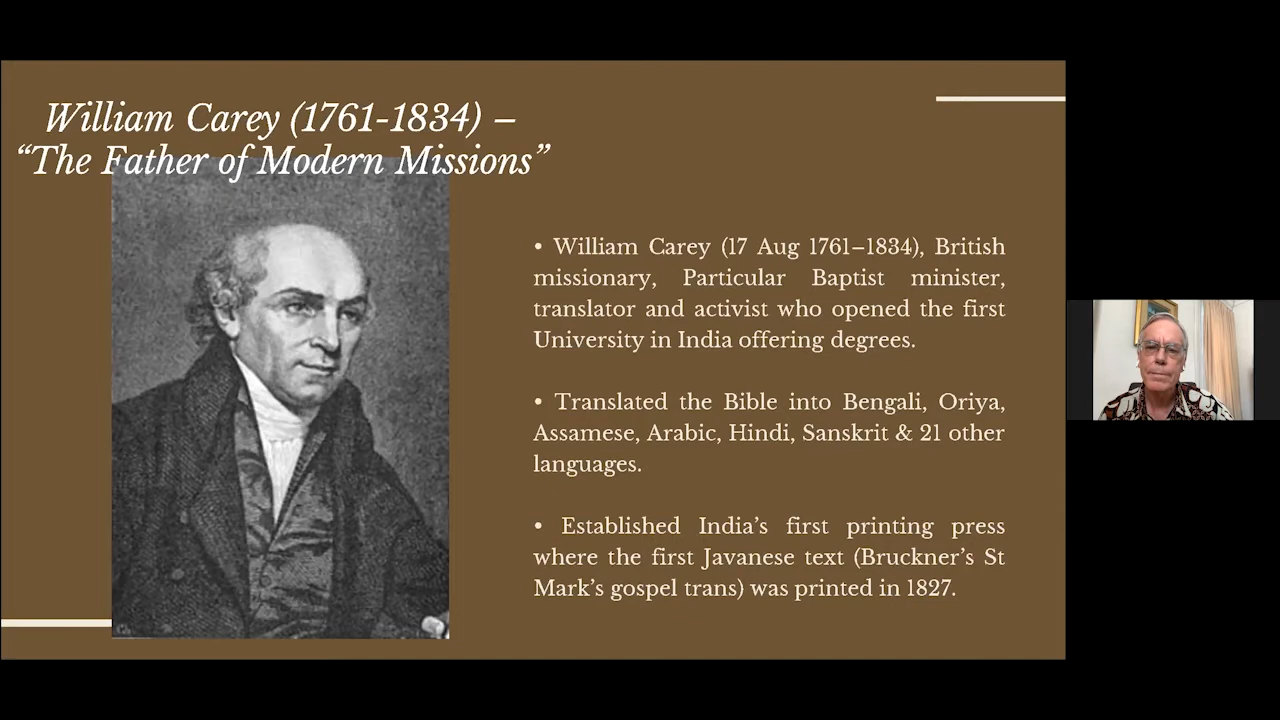 William Carey (1761-1834) –
“The Father of Modern Missions”
• William Carey (17 Aug 1761–1834), British
missionary, Particular Baptist minister,
translator and activist who opened the first
University in India offering degrees.
• Translated the Bible into Bengali, Oriya,
Assamese, Arabic, Hindi, Sanskrit & 21 other
languages.
• Established India’s first printing press
where the first Javanese text (Bruckner’s St
Mark’s gospel trans) was printed in 1827.